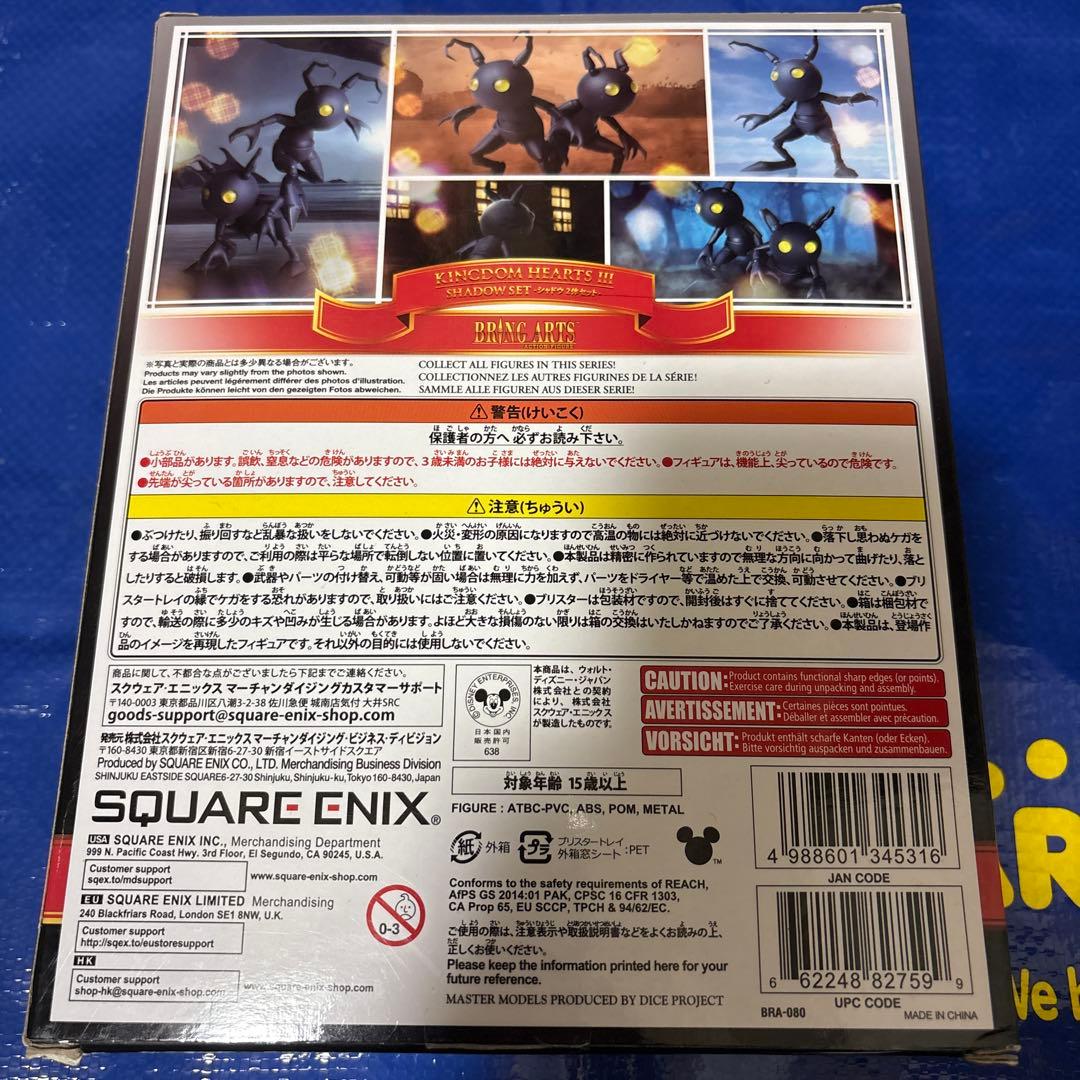 KINGDOM HEARTS III
SHADOW SET -シャドウ 2体セット-
BRING ARTS™
ACTION FIGURE
※写真と実際の商品とは多少異なる場合がございます。
Products may vary slightly from the photos shown.
Les articles peuvent légèrement différer des photos d'illustration.
Die Produkte können leicht von den gezeigten Fotos abweichen.
COLLECT ALL FIGURES IN THIS SERIES!
COLLECTIONNEZ LES AUTRES FIGURINES DE LA SÉRIE!
SAMMLE ALLE FIGUREN AUS DIESER SERIE!
⚠警告(けいこく)
保護者の方へ必ずお読み下さい。
●小部品があります。誤飲、窒息などの危険がありますので、3歳未満のお子様には絶対に与えないでください。●フィギュアは、機能上、尖っているので危険です。
●先端が尖っている箇所がありますので、注意してください。
⚠注意(ちゅうい)
●ぶつけたり、振り回すなど乱暴な扱いをしないでください。●火災・変形の原因になりますので高温の物には絶対に近づけないでください。●落下し思わぬケガを
する場合がありますので、ご利用の際は平らな場所で転倒しない位置に置いてください。●本製品は精密に作られていますので無理な方向に向かって曲げたり、落と
したりすると破損します。●武器やパーツの付け替え、可動等が固い場合は無理に力を加えず、パーツをドライヤー等で温めた上で交換、可動させてください。●ブリ
スタートレイの縁でケガをする恐れがありますので、取り扱いにはご注意ください。●ブリスターは包装材ですので、開封後はすぐに捨ててください。●箱は梱包材で
すので、輸送の際に多少のキズや凹みが生じる場合があります。よほど大きな損傷のない限りは箱の交換はいたしかねますのでご了承ください。●本製品は、登場作
品のイメージを再現したフィギュアです。それ以外の目的には使用しないでください。
商品に関して、不都合な点がございましたら下記までご連絡ください。
スクウェア・エニックス マーチャンダイジングカスタマーサポート
〒140-0003 東京都品川区八潮3-2-38 佐川急便 城南店気付 大井SRC
goods-support@square-enix-shop.com
発売元 株式会社スクウェア・エニックス マーチャンダイジング・ビジネス・ディビジョン
〒160-8430 東京都新宿区新宿6-27-30 新宿イーストサイドスクエア
Produced by SQUARE ENIX CO., LTD. Merchandising Business Division
SHINJUKU EASTSIDE SQUARE6-27-30 Shinjuku, Shinjuku-ku, Tokyo 160-8430, Japan
SQUARE ENIX®
USA SQUARE ENIX INC., Merchandising Department
999 N. Pacific Coast Hwy. 3rd Floor, El Segundo, CA 90245, U.S.A.
Customer support
sqex.to/mdsupport
www.square-enix-shop.com
EU SQUARE ENIX LIMITED Merchandising
240 Blackfriars Road, London SE1 8NW, U.K.
Customer support
http://sqex.to/eustoresupport
HK
Customer support
shop-hk@square-enix-shop.com
www.square-enix-shop.com
0-3
©DISNEY ENTERPRISES, INC.
日本国内
販売許可
638
本商品は、ウォルト・
ディズニー・ジャパン
株式会社との契約
により、株式会社
スクウェア・エニックス
が製造したものです。
CAUTION: Product contains functional sharp edges (or points).
Exercise care during unpacking and assembly.
AVERTISSEMENT: Certaines pièces sont pointues.
Déballer et assembler avec précaution.
VORSICHT: Produkt enthält scharfe Kanten (oder Ecken).
Bitte vorsichtig auspacken und zusammenbauen.
対象年齢 15歳以上
FIGURE : ATBC-PVC, ABS, POM, METAL
紙 外箱
プラ
ブリスタートレイ
外箱窓シート :PET
TM
Conforms to the safety requirements of REACH,
AfPS GS 2014:01 PAK, CPSC 16 CFR 1303,
CA Prop 65, EU SCCP, TPCH & 94/62/EC.
ご使用の際は、注意表示や取扱説明書などをよくお読みの上、
正しくお使いください。
Please keep the information printed here for your
future reference.
MASTER MODELS PRODUCED BY DICE PROJECT
4 988601 345316
JAN CODE
6 62248 82759 9
UPC CODE
BRA-080
MADE IN CHINA